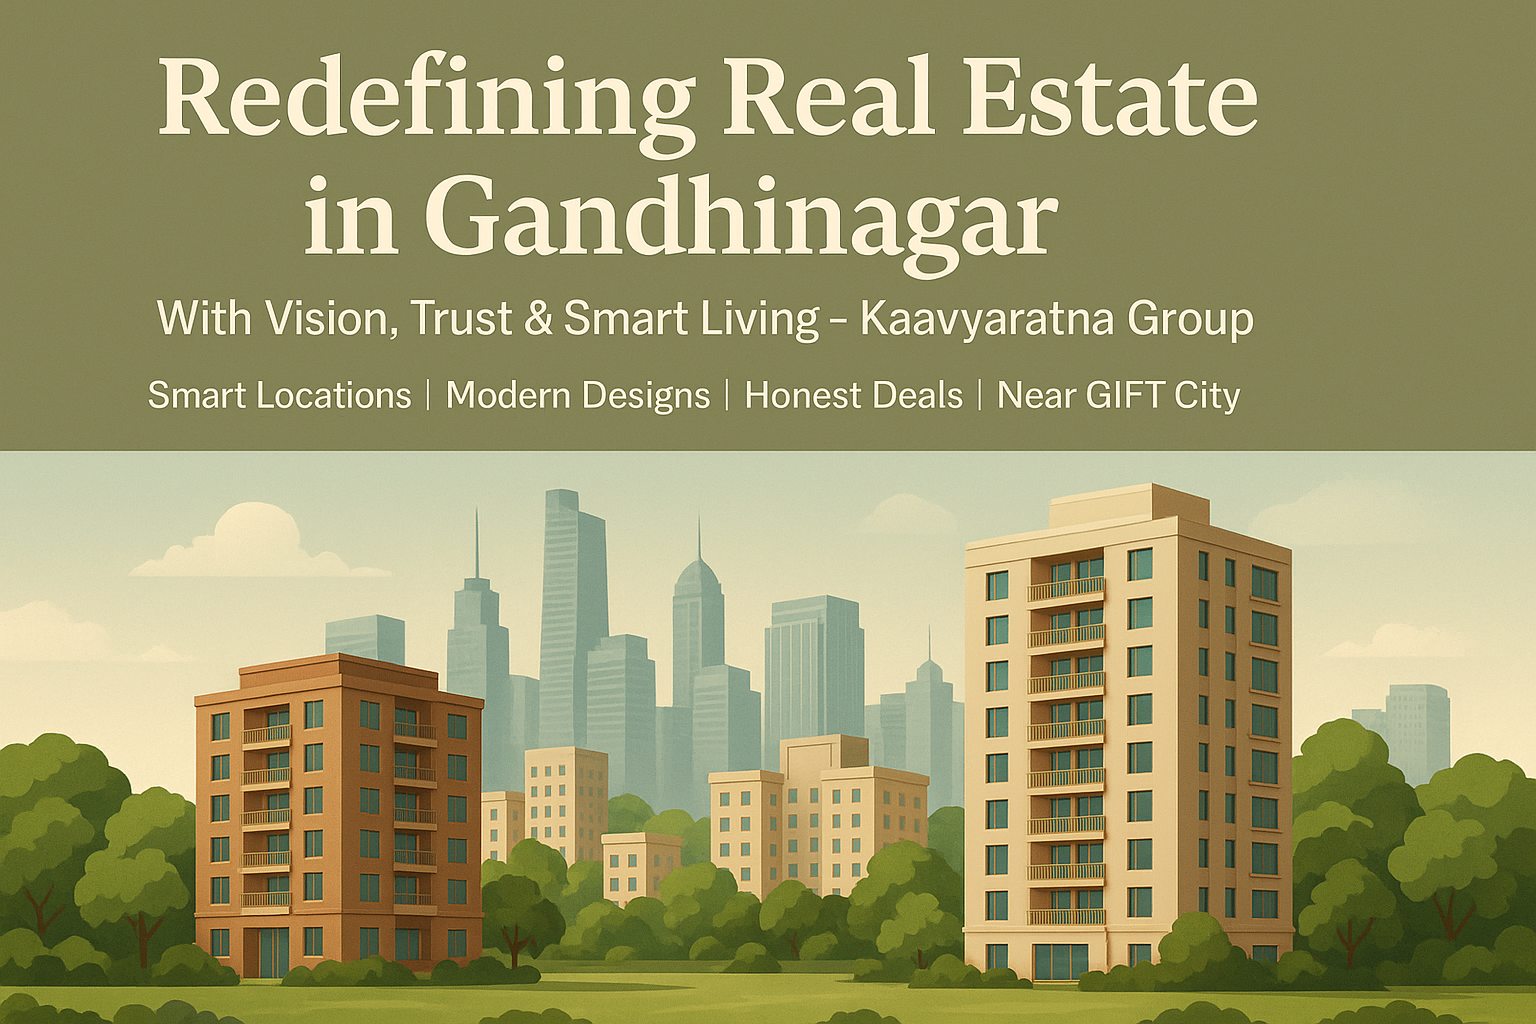 Redefining Real Estate
in Gandhinagar
With Vision, Trust & Smart Living – Kaavyaratna Group
Smart Locations | Modern Designs | Honest Deals | Near GIFT City